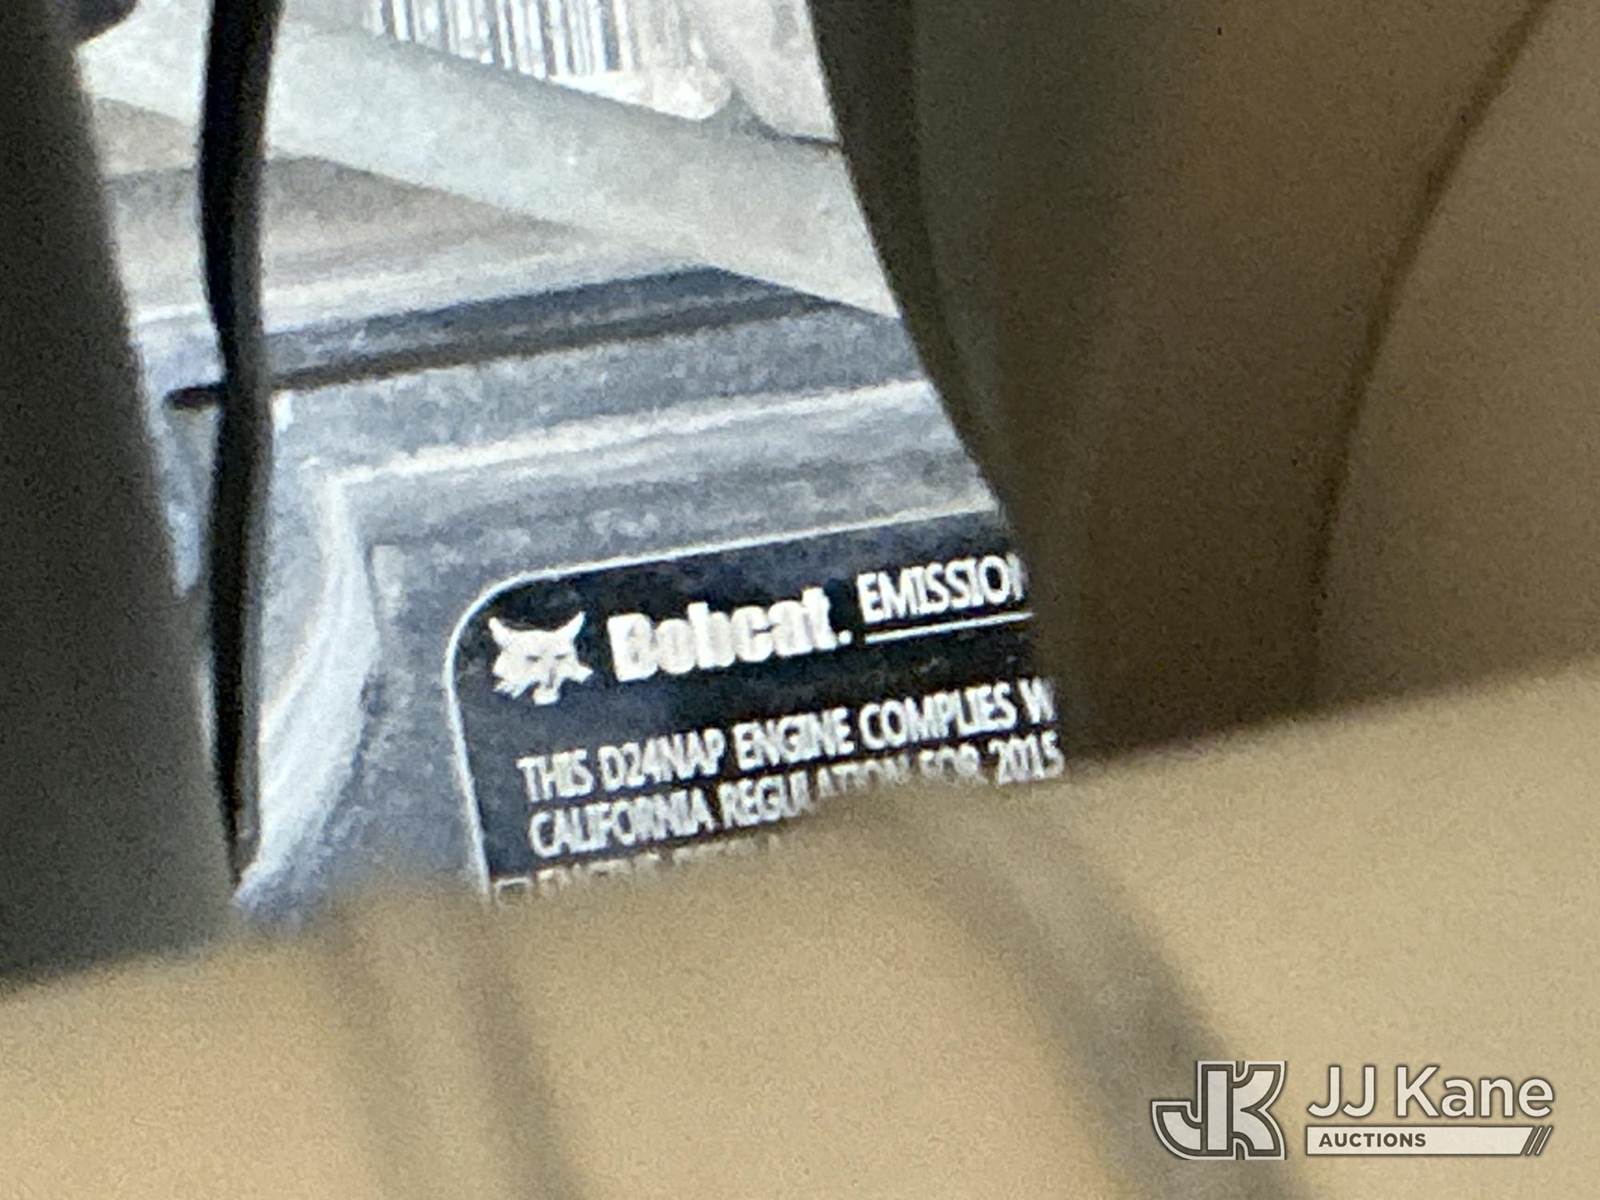 Bobcat. EMISSION
THIS D24NAP ENGINE COMPLIES W
CALIFORNIA REGULATION FOR 2015
JJ Kane
AUCTIONS